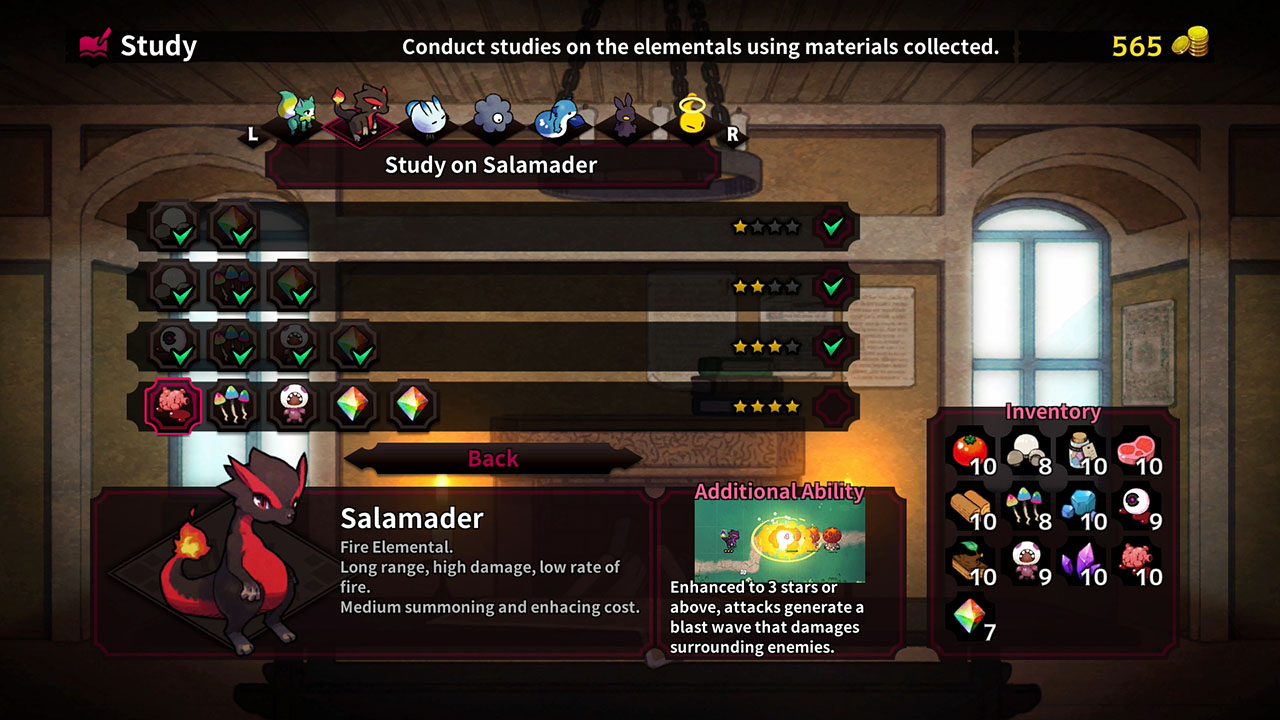 Study
Conduct studies on the elementals using materials collected.
565
L
R
Study on Salamader
Back
Salamader
Fire Elemental.
Long range, high damage, low rate of
fire.
Medium summoning and enhacing cost.
Additional Ability
Enhanced to 3 stars or
above, attacks generate a
blast wave that damages
surrounding enemies.
Inventory
10 8 10 10
10 8 10 9
10 9 10 10
7